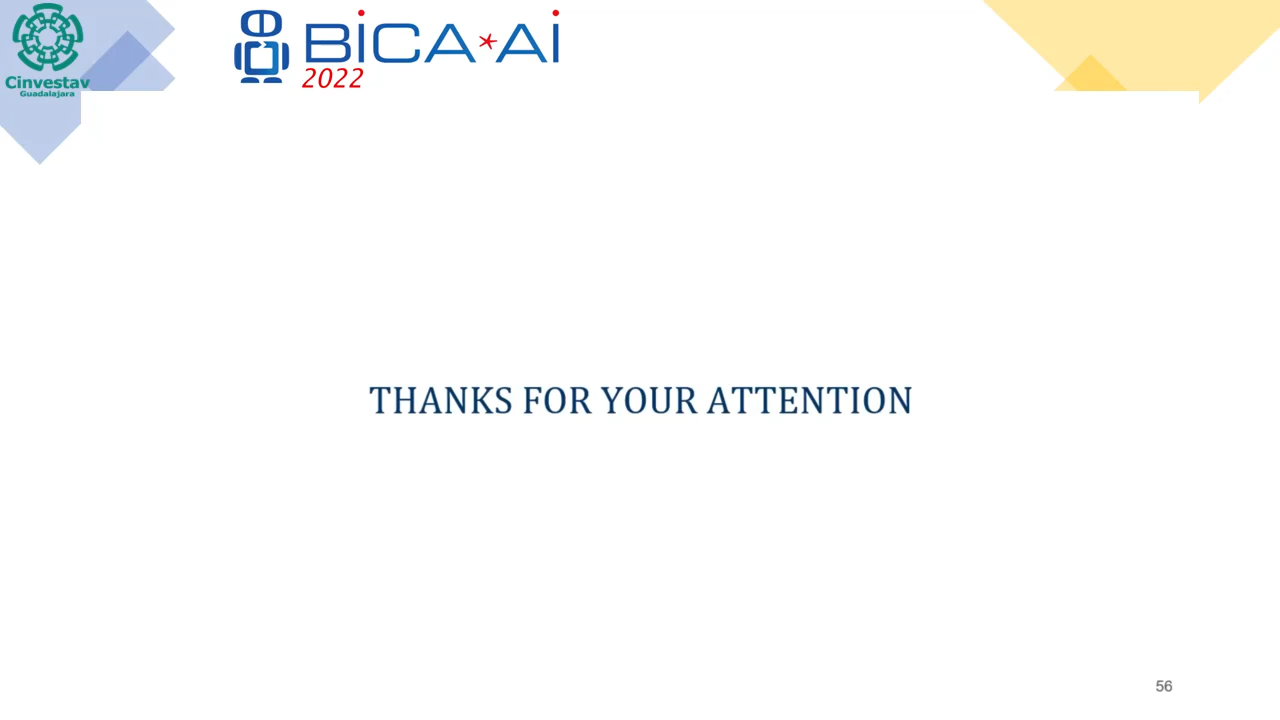 Cinvestav
Guadalajara
BiCA*Ai
2022
THANKS FOR YOUR ATTENTION
56